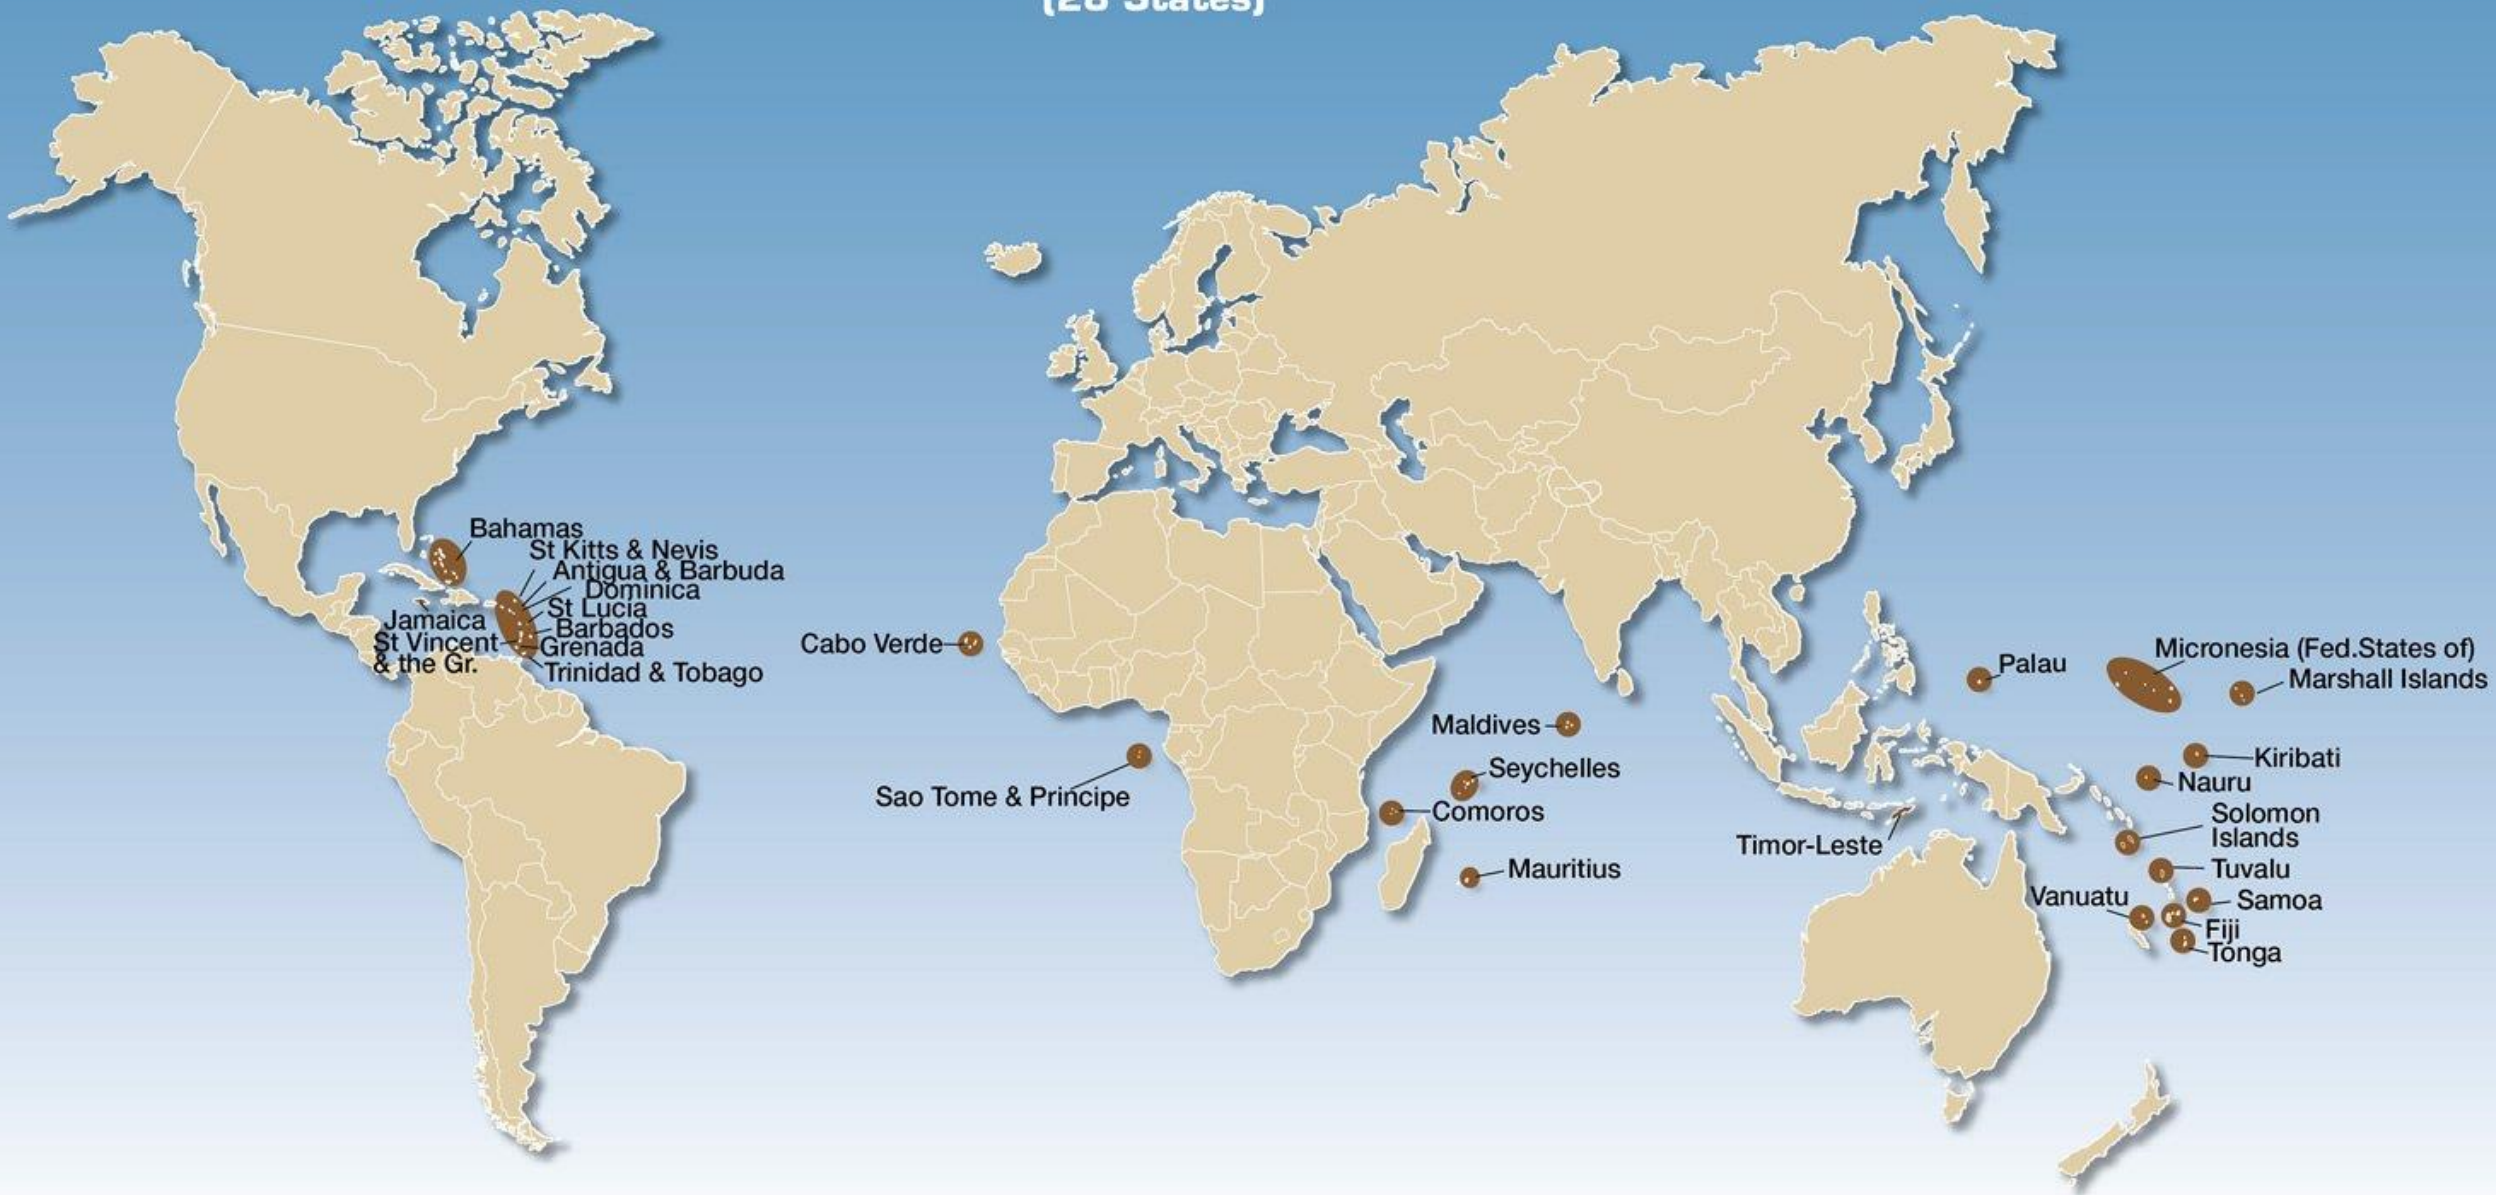 (28 States)
Bahamas
St Kitts & Nevis
Antigua & Barbuda
Dominica
St Lucia
Jamaica
Barbados
St Vincent
& the Gr.
Grenada
Trinidad & Tobago
Cabo Verde
Sao Tome & Principe
Maldives
Seychelles
Comoros
Mauritius
Palau
Micronesia (Fed.States of)
Marshall Islands
Kiribati
Nauru
Solomon
Islands
Timor-Leste
Tuvalu
Vanuatu
Samoa
Fiji
Tonga